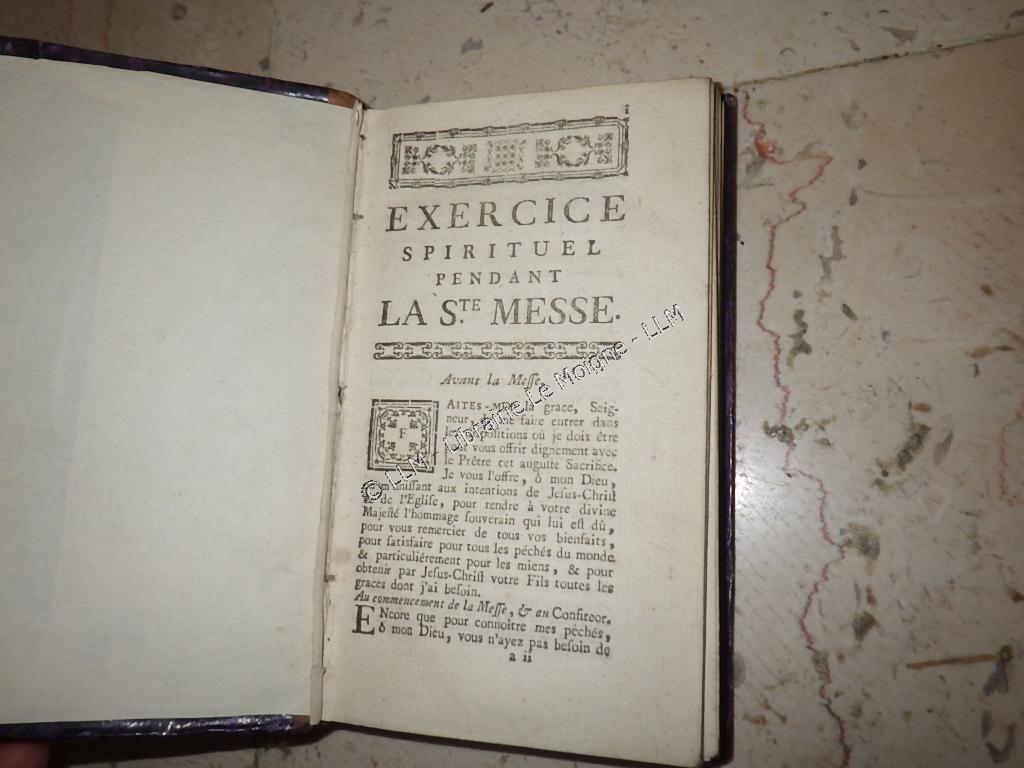 i
EXERCICE
SPIRITUEL
PENDANT
LA S.TE MESSE.
Avant la Meſſe.
FAITES-MOI la grace, Seig-
neur, de me faire entrer dans
les diſpoſitions où je dois être
pour vous offrir dignement avec
le Prêtre cet auguſte Sacrifice.
Je vous l'offre, ô mon Dieu,
m'uniſſant aux intentions de Jeſus-Chriſt
& de l'Egliſe, pour rendre à votre divine
Majeſté l'hommage ſouverain qui lui eſt dû,
pour vous remercier de tous vos bienfaits,
pour ſatisfaire pour tous les péchés du monde
& particuliérement pour les miens, & pour
obtenir par Jeſus-Chriſt votre Fils toutes les
graces dont j'ai beſoin.
Au commencement de la Meſſe, & au Confiteor.
ENcore que pour connoître mes péchés,
ô mon Dieu, vous n'ayez pas beſoin de
a ii
© LLM - Librairie Le Moigne - LLM